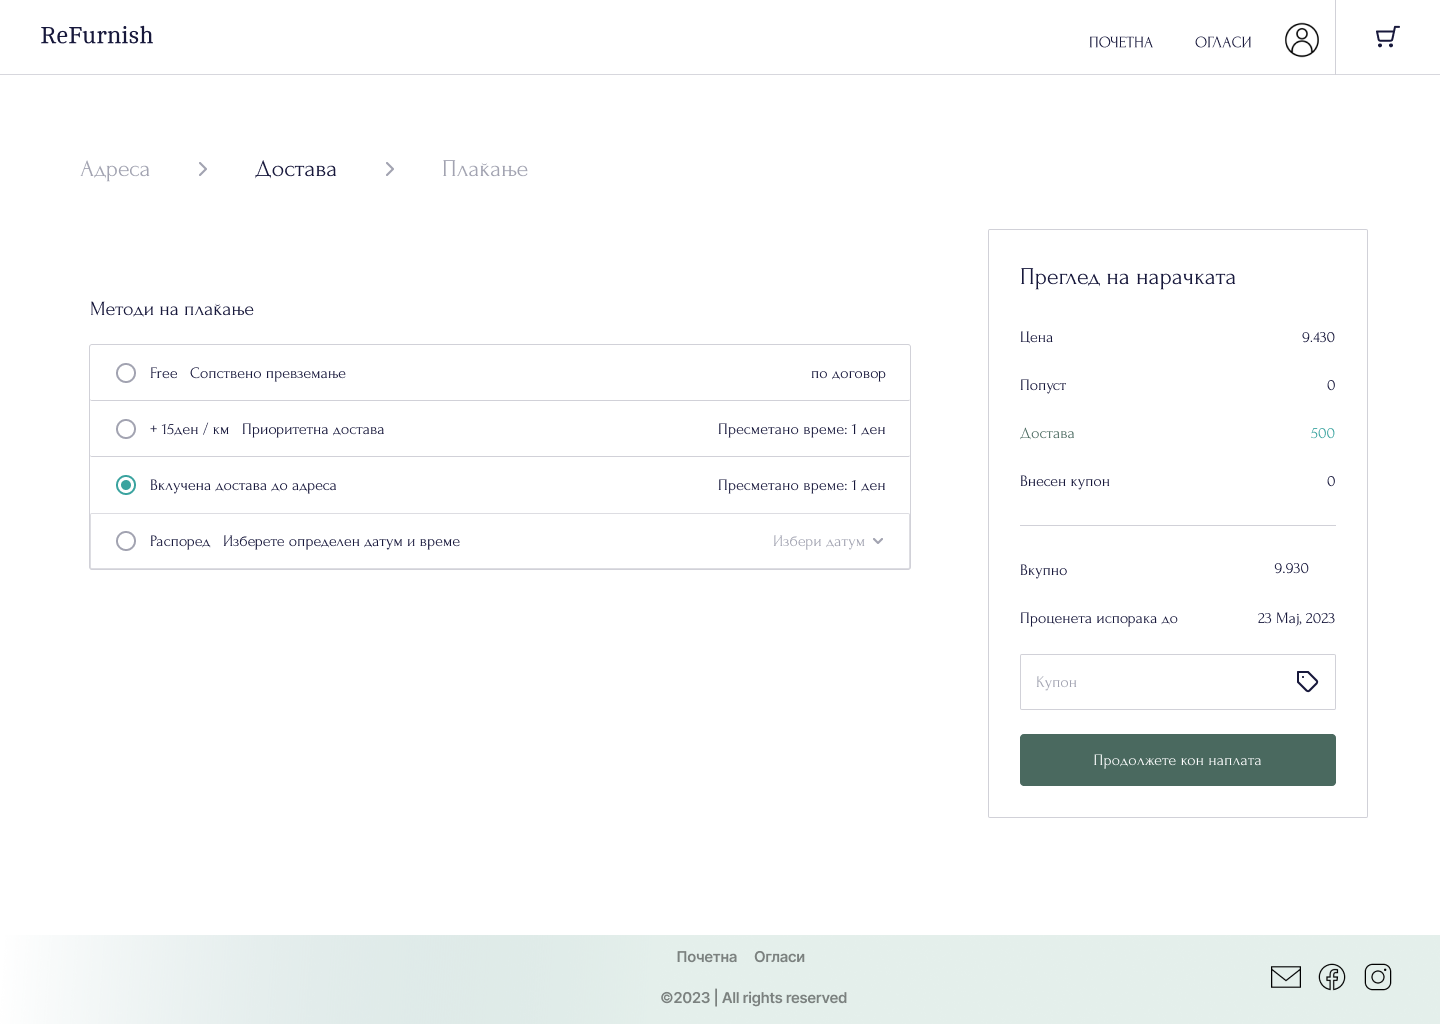 ReFurnish
ПОЧЕТНА ОГЛАСИ
Адреса Достава Плаќање
Методи на плаќање
Free Сопствено превземање по договор
+ 15ден / км Приоритетна достава Пресметано време: 1 ден
Вклучена достава до адреса Пресметано време: 1 ден
Распоред Изберете определен датум и време Избери датум
Преглед на нарачката
Цена 9.430
Попуст 0
Достава 500
Внесен купон 0
Вкупно 9.930
Проценета испорака до 23 Мај, 2023
Купон
Продолжете кон наплата
Почетна Огласи
©2023 | All rights reserved